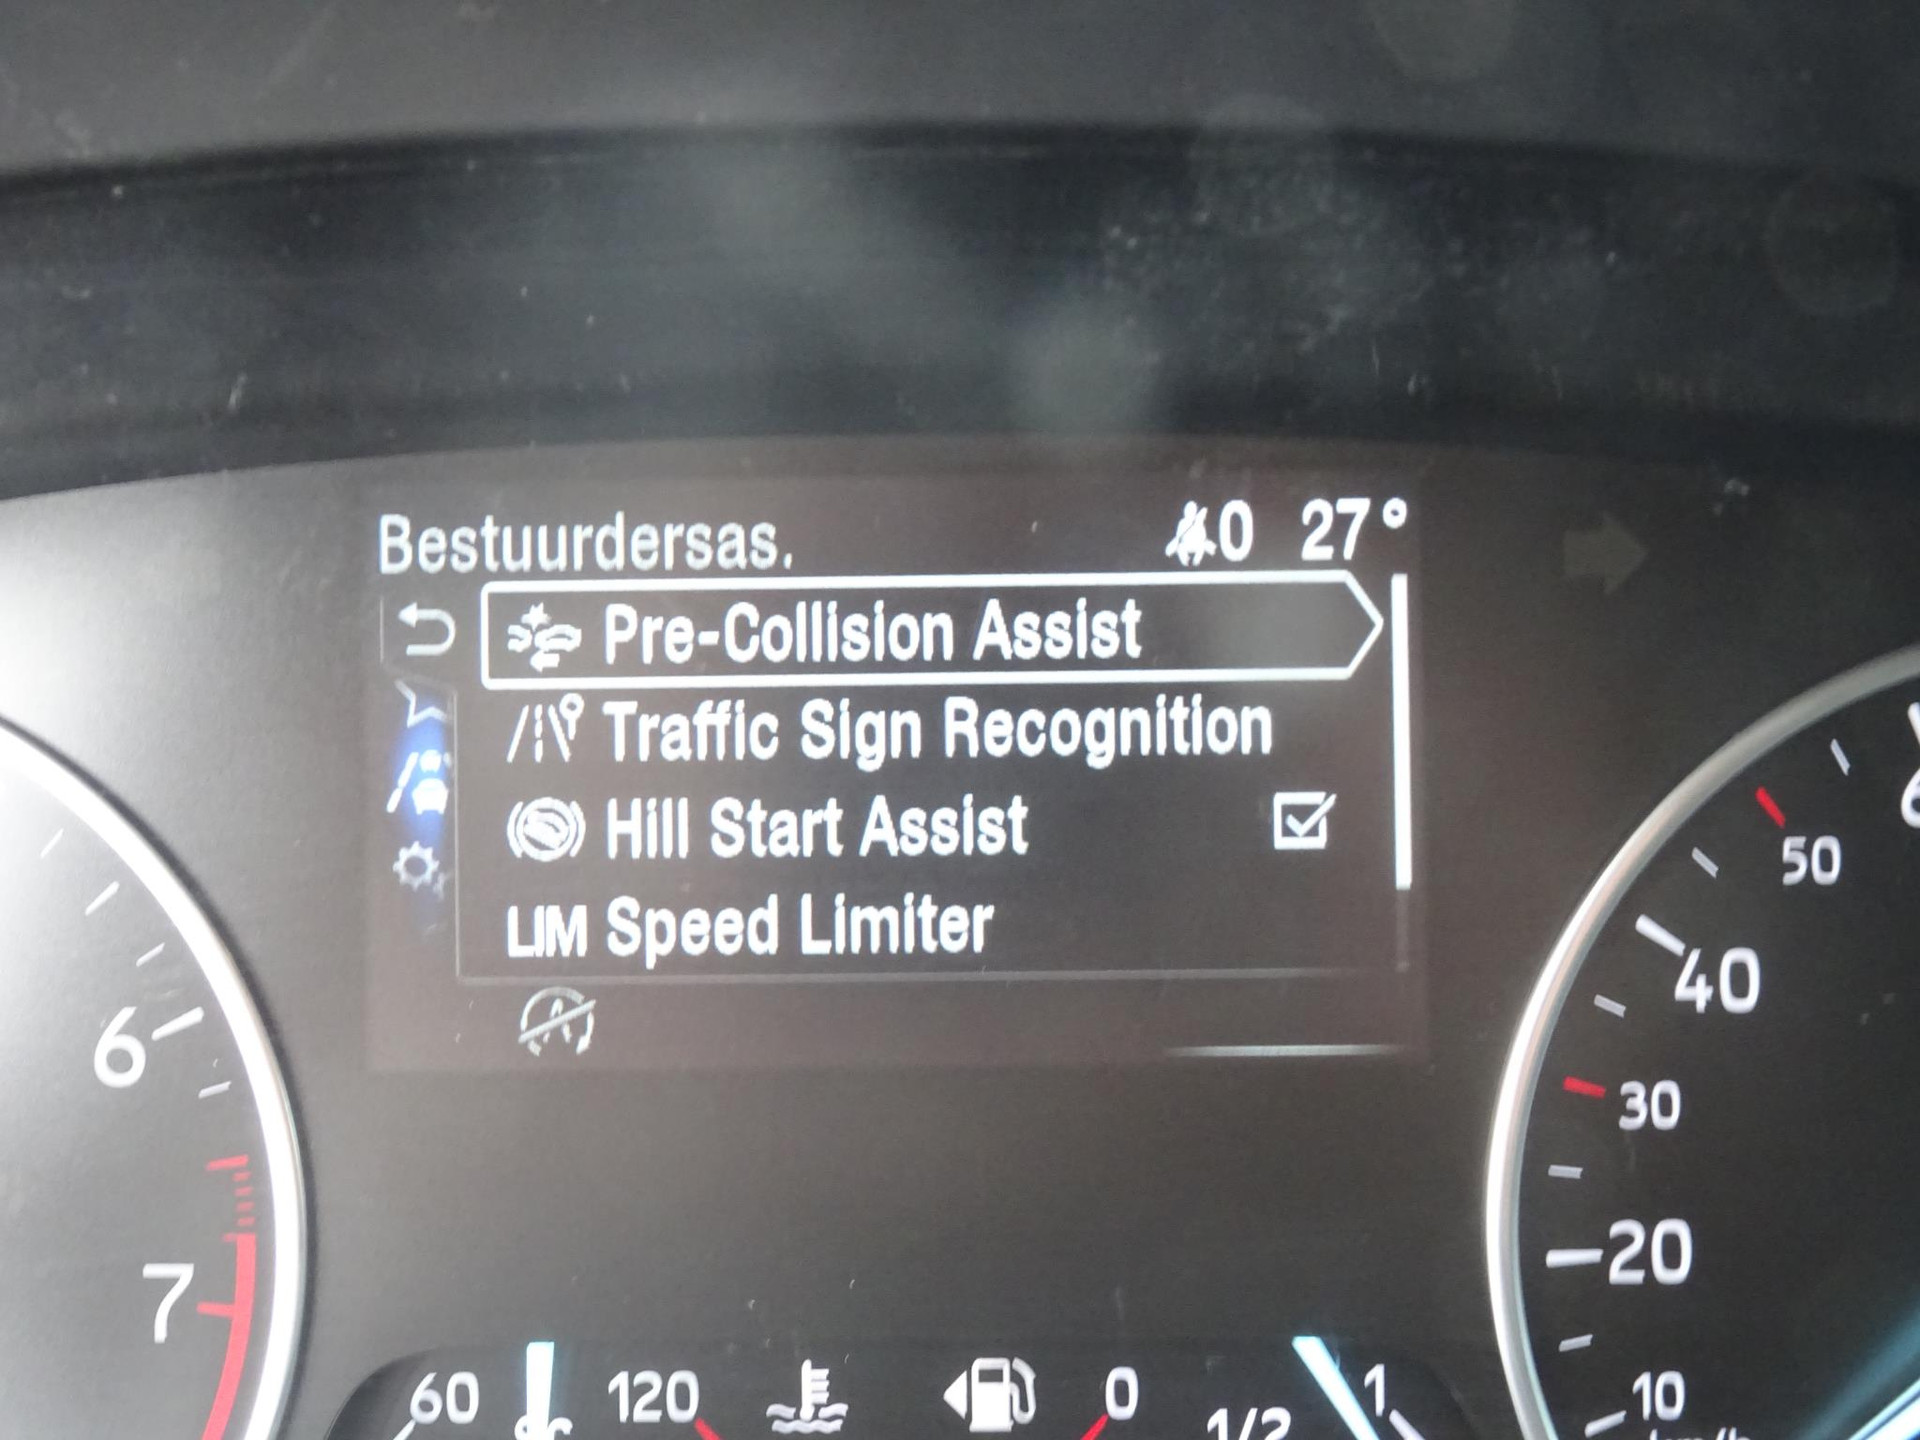 Bestuurdersas.
0 27°
Pre-Collision Assist
Traffic Sign Recognition
Hill Start Assist
LIM Speed Limiter
6
7
50
40
30
20
10
60
120
0
1/2
1